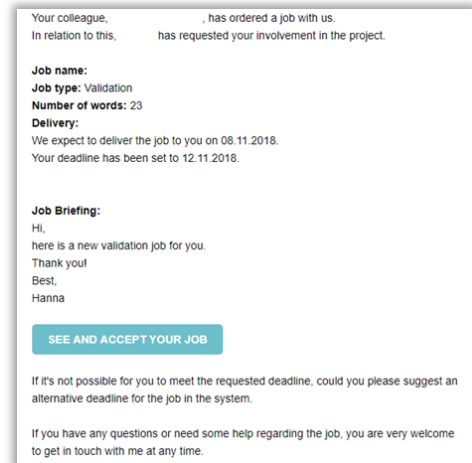 Your colleague, , has ordered a job with us.
In relation to this, has requested your involvement in the project.
Job name:
Job type: Validation
Number of words: 23
Delivery:
We expect to deliver the job to you on 08.11.2018.
Your deadline has been set to 12.11.2018.
Job Briefing:
Hi,
here is a new validation job for you.
Thank you!
Best,
Hanna
SEE AND ACCEPT YOUR JOB
If it's not possible for you to meet the requested deadline, could you please suggest an
alternative deadline for the job in the system.
If you have any questions or need some help regarding the job, you are very welcome
to get in touch with me at any time.